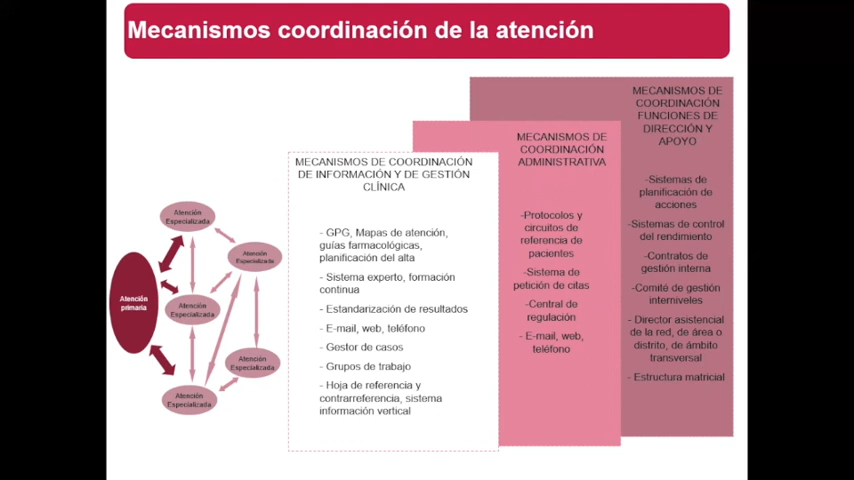 Mecanismos coordinación de la atención
MECANISMOS DE
COORDINACIÓN
FUNCIONES DE
DIRECCIÓN Y
APOYO
-Sistemas de
planificación de
acciones
-Sistemas de control
del rendimiento
-Contratos de
gestión interna
-Comité de gestión
interniveles
- Director asistencial
de la red, de área o
distrito, de ámbito
transversal
- Estructura matricial
MECANISMOS DE
COORDINACIÓN
ADMINISTRATIVA
-Protocolos y
circuitos de
referencia de
pacientes
-Sistema de
petición de citas
-Central de
regulación
- E-mail, web,
teléfono
MECANISMOS DE COORDINACIÓN
DE INFORMACIÓN Y DE GESTIÓN
CLÍNICA
- GPG, Mapas de atención,
guías farmacológicas,
planificación del alta
- Sistema experto, formación
continua
- Estandarización de resultados
- E-mail, web, teléfono
- Gestor de casos
- Grupos de trabajo
- Hoja de referencia y
contrarreferencia, sistema
información vertical
Atención
Especializada
Atención
Especializada
Atención
primaria
Atención
Especializada
Atención
Especializada
Atención
Especializada